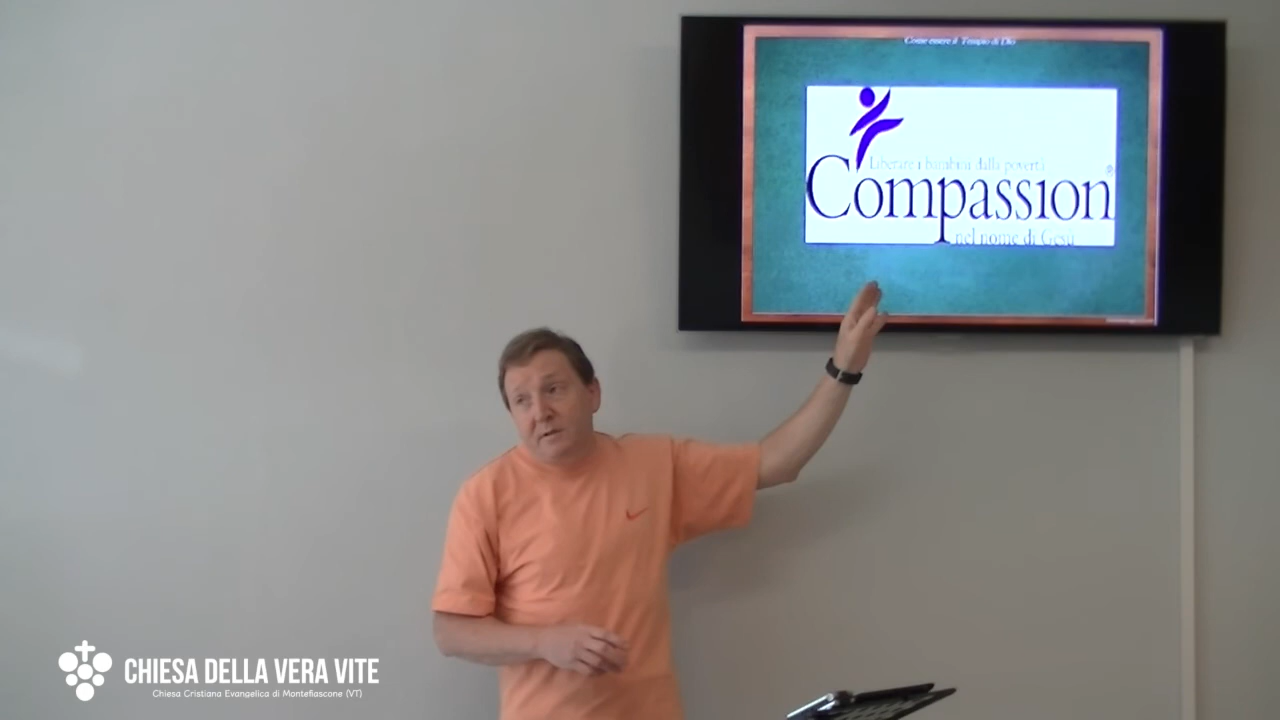 Come essere il Tempio di Dio
Liberare i bambini dalla povertà
Compassion®
nel nome di Gesù
CHIESA DELLA VERA VITE
Chiesa Cristiana Evangelica di Montefiascone (VT)